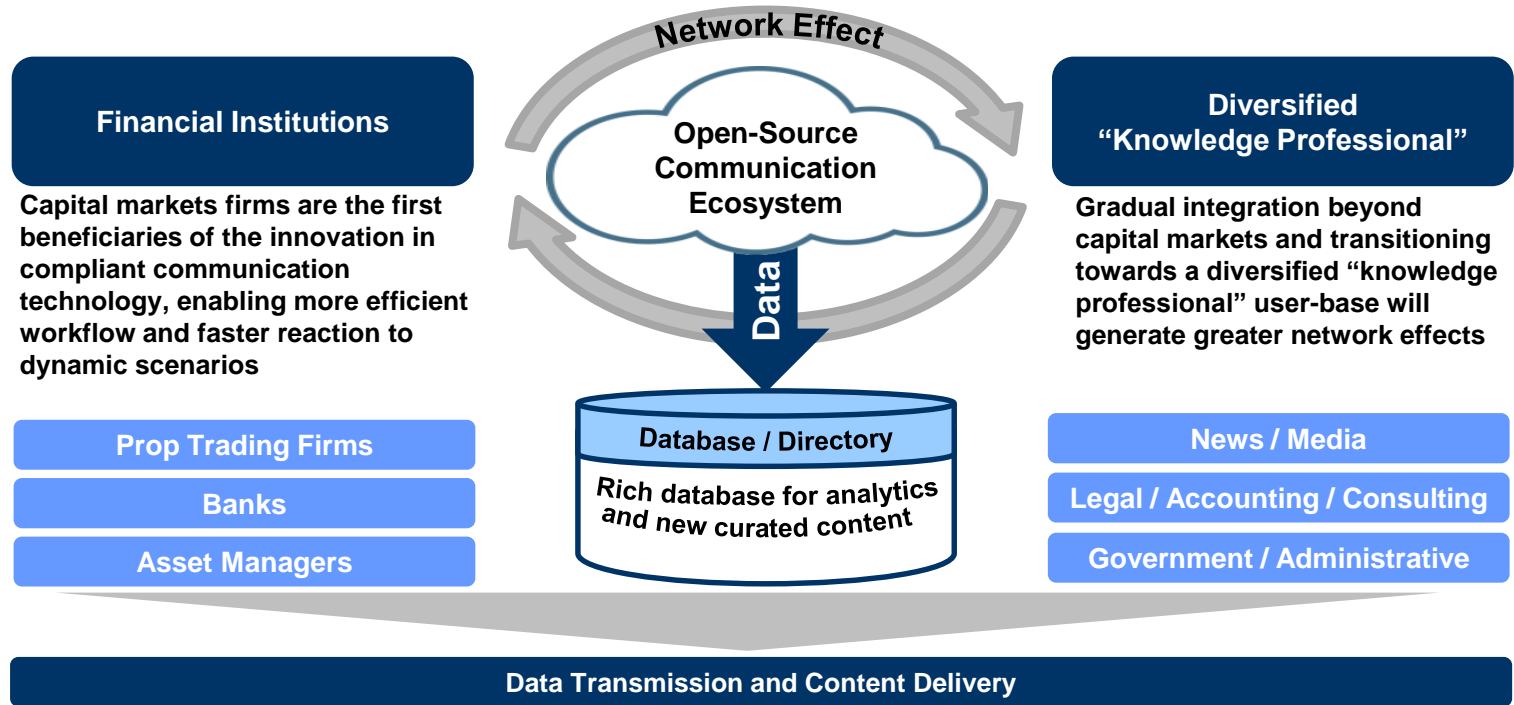 Network Effect
Financial Institutions
Capital markets firms are the first
beneficiaries of the innovation in
compliant communication
technology, enabling more efficient
workflow and faster reaction to
dynamic scenarios
Prop Trading Firms
Banks
Asset Managers
Open-Source
Communication
Ecosystem
Data
Database / Directory
Rich database for analytics
and new curated content
Diversified
“Knowledge Professional”
Gradual integration beyond
capital markets and transitioning
towards a diversified “knowledge
professional” user-base will
generate greater network effects
News / Media
Legal / Accounting / Consulting
Government / Administrative
Data Transmission and Content Delivery